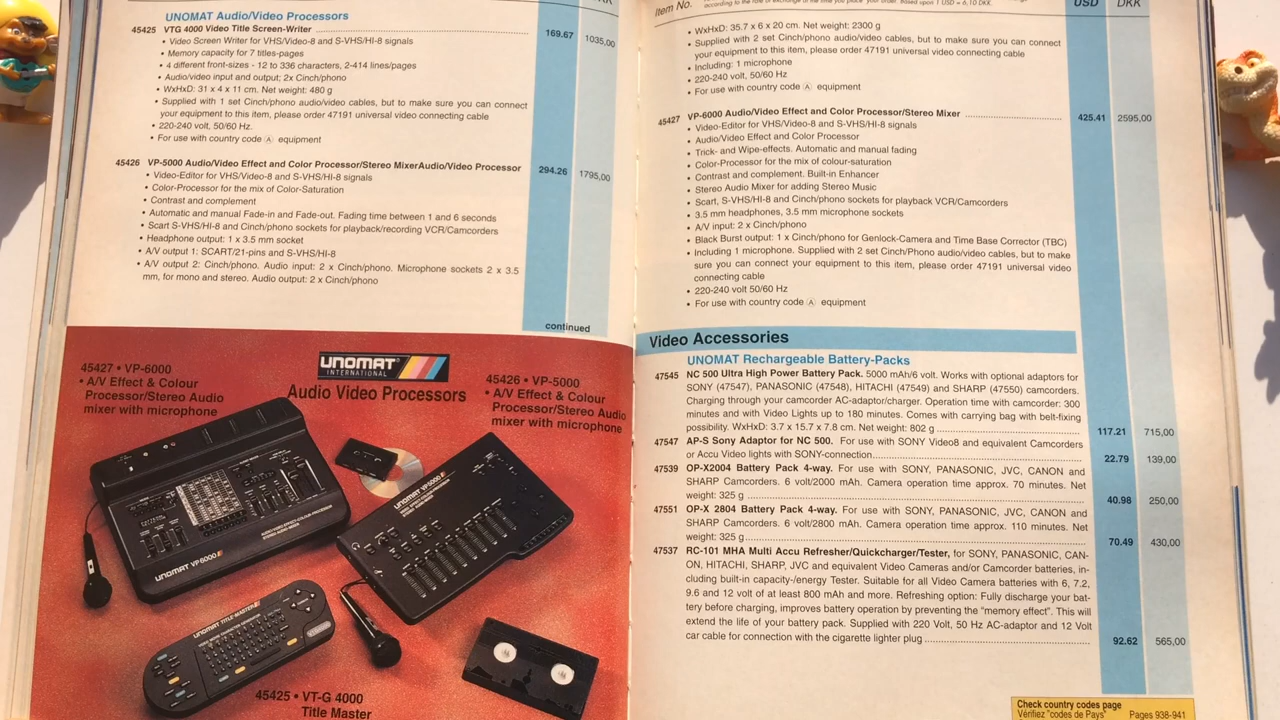 UNOMAT Audio/Video Processors
45425 VTG 4000 Video Title Screen-Writer 169.67 1035,00
• Video Screen Writer for VHS/Video-8 and S-VHS/HI-8 signals
• Memory capacity for 7 titles-pages
• 4 different front-sizes - 12 to 336 characters, 2-414 lines/pages
• Audio/video input and output; 2x Cinch/phono
• WxHxD: 31 x 4 x 11 cm. Net weight: 480 g
• Supplied with 1 set Cinch/phono audio/video cables, but to make sure you can connect
your equipment to this item, please order 47191 universal video connecting cable
• 220-240 volt, 50/60 Hz.
• For use with country code A equipment
45426 VP-5000 Audio/Video Effect and Color Processor/Stereo MixerAudio/Video Processor 294.26 1795,00
• Video-Editor for VHS/Video-8 and S-VHS/HI-8 signals
• Color-Processor for the mix of Color-Saturation
• Contrast and complement
• Automatic and manual Fade-in and Fade-out. Fading time between 1 and 6 seconds
• Scart S-VHS/HI-8 and Cinch/phono sockets for playback/recording VCR/Camcorders
• Headphone output: 1 x 3.5 mm socket
• A/V output 1: SCART/21-pins and S-VHS/HI-8
• A/V output 2: Cinch/phono. Audio input: 2 x Cinch/phono. Microphone sockets 2 x 3.5
mm, for mono and stereo. Audio output: 2 x Cinch/phono
continued
45427 • VP-6000
• A/V Effect & Colour
Processor/Stereo Audio
mixer with microphone
UNOMAT
INTERNATIONAL
Audio Video Processors
45426 • VP-5000
• A/V Effect & Colour
Processor/Stereo Audio
mixer with microphone
UNOMAT VP6000
UNOMAT VP5000
UNOMAT TITLE-MASTER
45425 • VT-G 4000
Title Master
Item No. USD DKK
• WxHxD: 35.7 x 6 x 20 cm. Net weight: 2300 g
• Supplied with 2 set Cinch/phono audio/video cables, but to make sure you can connect
your equipment to this item, please order 47191 universal video connecting cable
• Including: 1 microphone
• 220-240 volt, 50/60 Hz
• For use with country code A equipment
45427 VP-6000 Audio/Video Effect and Color Processor/Stereo Mixer 425.41 2595,00
• Video-Editor for VHS/Video-8 and S-VHS/HI-8 signals
• Audio/Video Effect and Color Processor
• Trick- and Wipe-effects. Automatic and manual fading
• Color-Processor for the mix of colour-saturation
• Contrast and complement. Built-in Enhancer
• Stereo Audio Mixer for adding Stereo Music
• Scart, S-VHS/HI-8 and Cinch/phono sockets for playback VCR/Camcorders
• 3.5 mm headphones, 3.5 mm microphone sockets
• A/V input: 2 x Cinch/phono
• Black Burst output: 1 x Cinch/phono for Genlock-Camera and Time Base Corrector (TBC)
• Including 1 microphone. Supplied with 2 set Cinch/Phono audio/video cables, but to make
sure you can connect your equipment to this item, please order 47191 universal video
connecting cable
• 220-240 volt 50/60 Hz
• For use with country code A equipment
Video Accessories
UNOMAT Rechargeable Battery-Packs
45545 NC 500 Ultra High Power Battery Pack. 5000 mAh/6 volt. Works with optional adaptors for
SONY (47547), PANASONIC (47548), HITACHI (47549) and SHARP (47550) camcorders.
Charging through your camcorder AC-adaptor/charger. Operation time with camcorder: 300
minutes and with Video Lights up to 180 minutes. Comes with carrying bag with belt-fixing
possibility. WxHxD: 3.7 x 15.7 x 7.8 cm. Net weight: 802 g 117.21 715,00
47547 AP-S Sony Adaptor for NC 500. For use with SONY Video8 and equivalent Camcorders
or Accu Video lights with SONY-connection 22.79 139,00
47539 OP-X2004 Battery Pack 4-way. For use with SONY, PANASONIC, JVC, CANON and
SHARP Camcorders. 6 volt/2000 mAh. Camera operation time approx. 70 minutes. Net
weight: 325 g 40.98 250,00
47551 OP-X 2804 Battery Pack 4-way. For use with SONY, PANASONIC, JVC, CANON and
SHARP Camcorders. 6 volt/2800 mAh. Camera operation time approx. 110 minutes. Net
weight: 325 g 70.49 430,00
47537 RC-101 MHA Multi Accu Refresher/Quickcharger/Tester, for SONY, PANASONIC, CAN-
ON, HITACHI, SHARP, JVC and equivalent Video Cameras and/or Camcorder batteries, in-
cluding built-in capacity-/energy Tester. Suitable for all Video Camera batteries with 6, 7.2,
9.6 and 12 volt of at least 800 mAh and more. Refreshing option: Fully discharge your bat-
tery before charging, improves battery operation by preventing the "memory effect". This will
extend the life of your battery pack. Supplied with 220 Volt, 50 Hz AC-adaptor and 12 Volt
car cable for connection with the cigarette lighter plug 92.62 565,00
Check country codes page
Vérifiez "codes de Pays" Pages 938-941